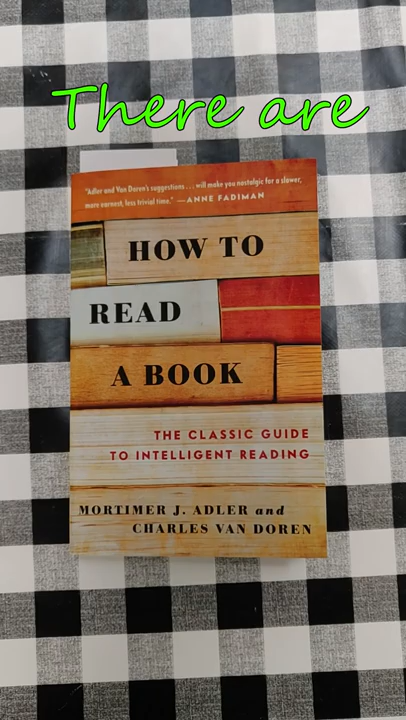 There are
"Adler and Van Doren's suggestions . . . will make you nostalgic for a slower,
more earnest, less trivial time." —ANNE FADIMAN
HOW TO
READ
A BOOK
THE CLASSIC GUIDE
TO INTELLIGENT READING
MORTIMER J. ADLER and
CHARLES VAN DOREN